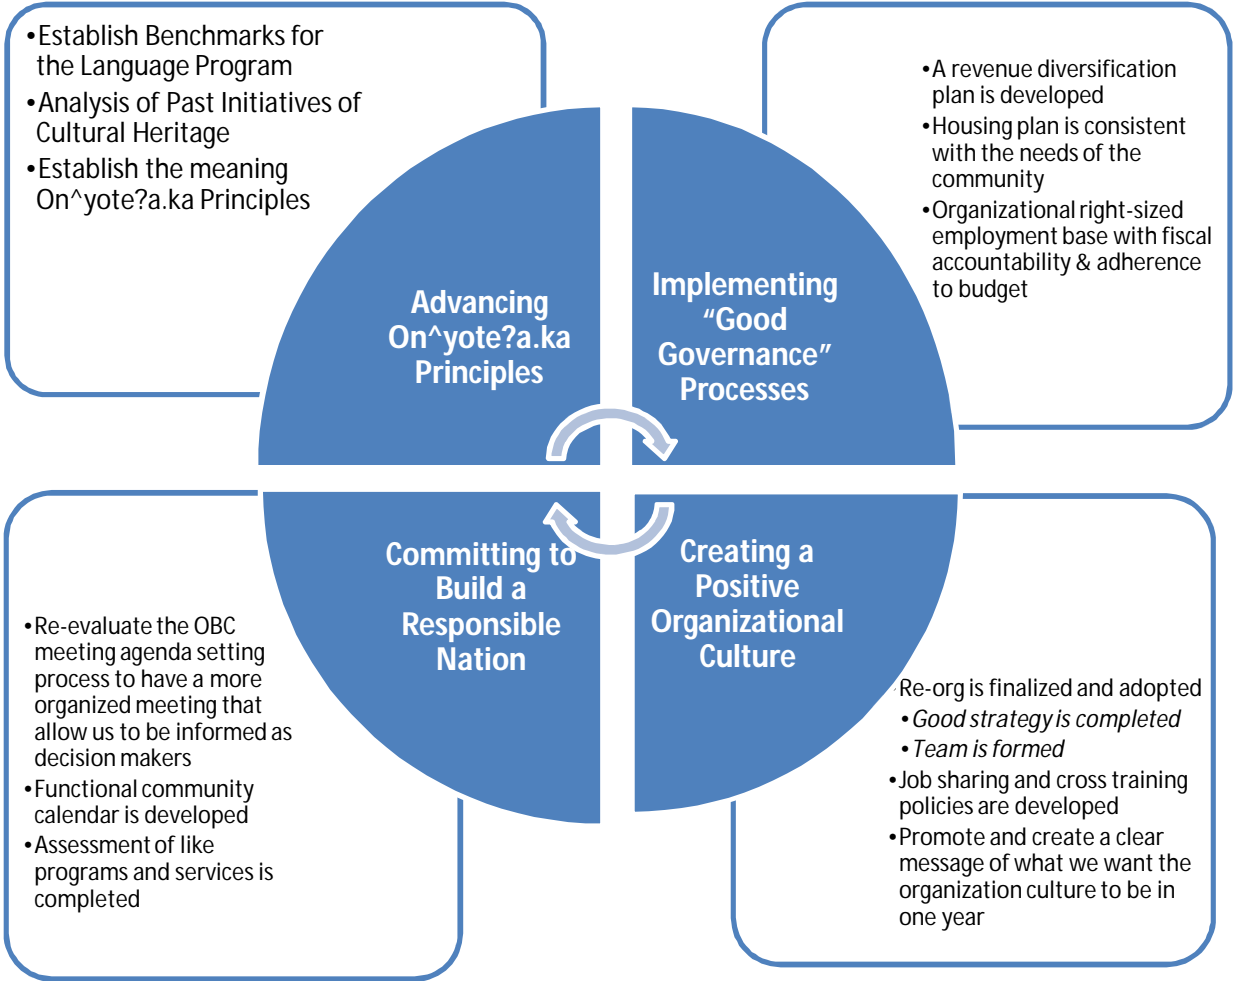 •Establish Benchmarks for
the Language Program
•Analysis of Past Initiatives of
Cultural Heritage
•Establish the meaning
On^yote?a.ka Principles
•A revenue diversification
plan is developed
•Housing plan is consistent
with the needs of the
community
•Organizational right-sized
employment base with fiscal
accountability & adherence
to budget
Advancing
On^yote?a.ka
Principles
Implementing
“Good
Governance”
Processes
Committing to
Build a
Responsible
Nation
Creating a
Positive
Organizational
Culture
•Re-evaluate the OBC
meeting agenda setting
process to have a more
organized meeting that
allow us to be informed as
decision makers
•Functional community
calendar is developed
•Assessment of like
programs and services is
completed
Re-org is finalized and adopted
•Good strategy is completed
•Team is formed
•Job sharing and cross training
policies are developed
•Promote and create a clear
message of what we want the
organization culture to be in
one year